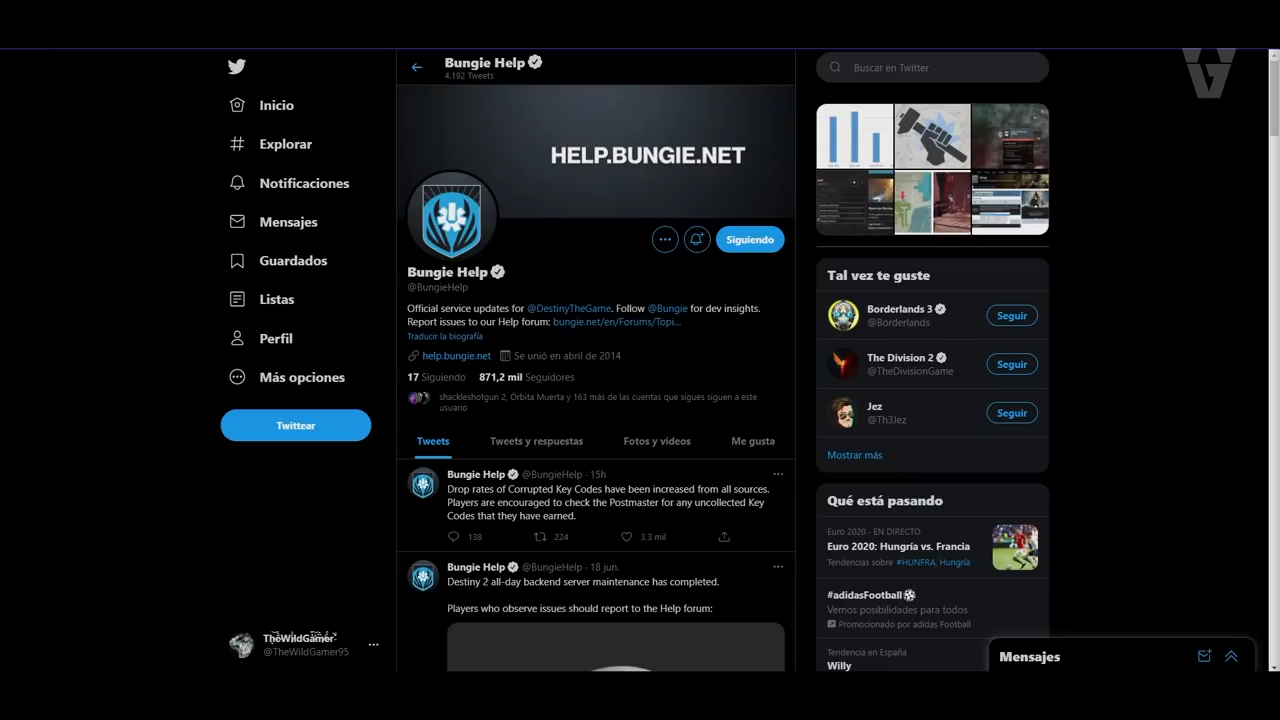 Bungie Help
4.192 Tweets
Buscar en Twitter
Inicio
Explorar
Notificaciones
Mensajes
Guardados
Listas
Perfil
Más opciones
Twittear
HELP.BUNGIE.NET
Siguiendo
Bungie Help
@BungieHelp
Official service updates for @DestinyTheGame. Follow @Bungie for dev insights.
Report issues to our Help forum: bungie.net/en/Forums/Topi...
Traducir la biografía
help.bungie.net Se unió en abril de 2014
17 Siguiendo 871,2 mil Seguidores
shackleshotgun 2, Órbita Muerta y 163 más de las cuentas que sigues siguen a este
usuario
Tweets Tweets y respuestas Fotos y videos Me gusta
Bungie Help @BungieHelp · 15h
Drop rates of Corrupted Key Codes have been increased from all sources.
Players are encouraged to check the Postmaster for any uncollected Key
Codes that they have earned.
138 224 3,3 mil
Bungie Help @BungieHelp · 18 jun.
Destiny 2 all-day backend server maintenance has completed.
Players who observe issues should report to the Help forum:
Tal vez te guste
Borderlands 3
@Borderlands
Seguir
The Division 2
@TheDivisionGame
Seguir
Jez
@Th3Jez
Seguir
Mostrar más
Qué está pasando
Euro 2020 · EN DIRECTO
Euro 2020: Hungría vs. Francia
Tendencias sobre #HUNFRA, Hungría
#adidasFootball
Vemos posibilidades para todos
Promocionado por adidas Football
Tendencia en España
Willy
TheWildGamer
@TheWildGamer95
Mensajes